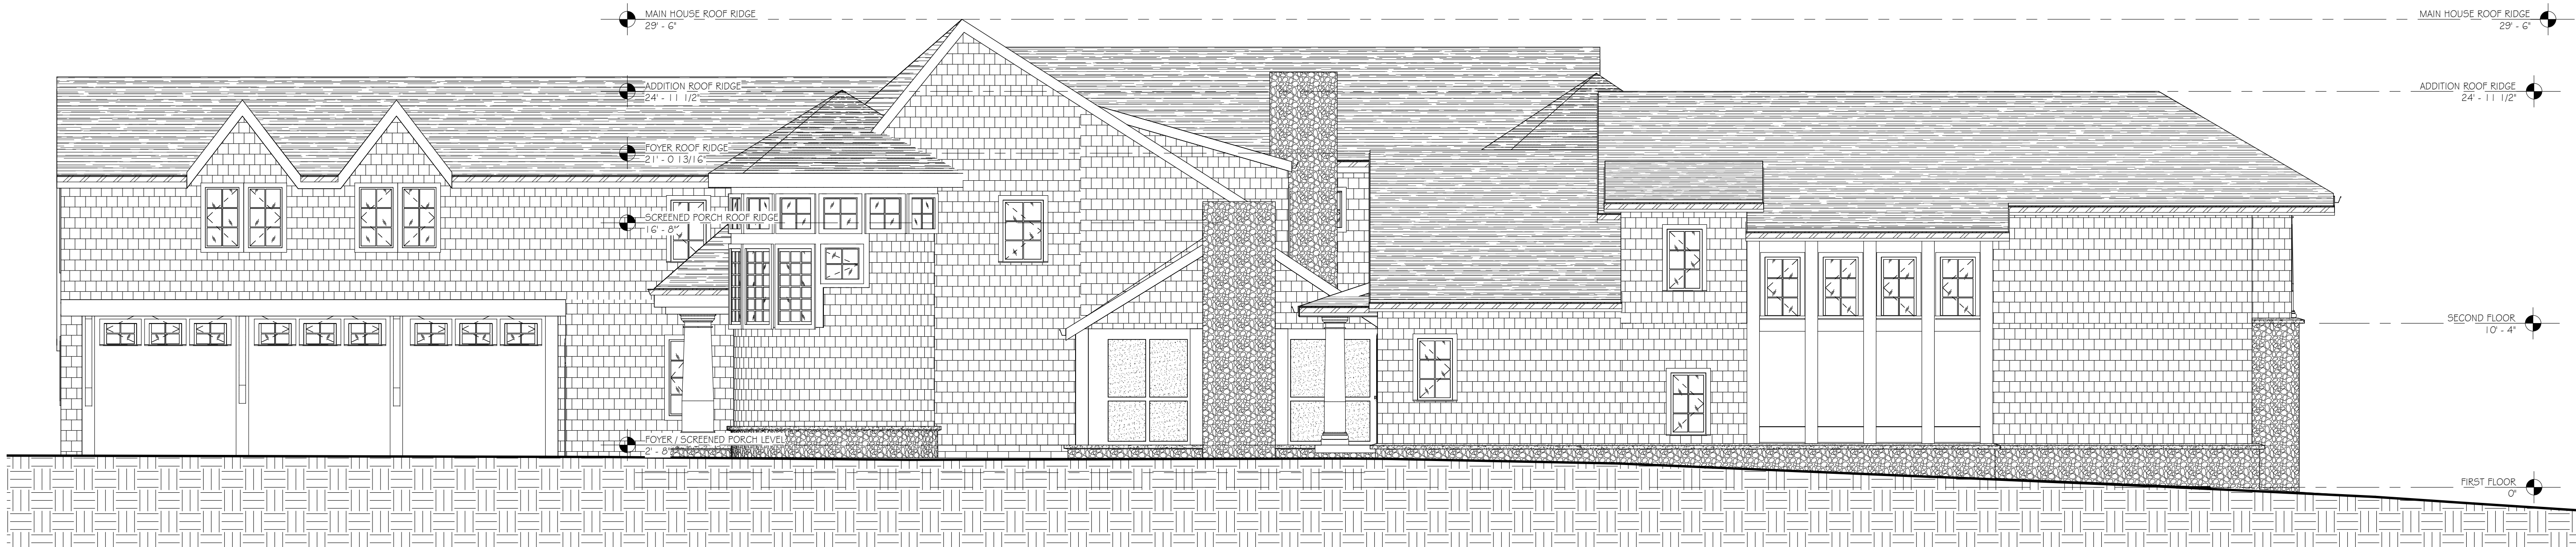 MAIN HOUSE ROOF RIDGE
29' - 6"
ADDITION ROOF RIDGE
24' - 11 1/2"
FOYER ROOF RIDGE
21' - 0 13/16"
SCREENED PORCH ROOF RIDGE
16' - 8"
FOYER / SCREENED PORCH LEVEL
2' - 8"
MAIN HOUSE ROOF RIDGE
29' - 6"
ADDITION ROOF RIDGE
24' - 11 1/2"
SECOND FLOOR
10' - 4"
FIRST FLOOR
0"